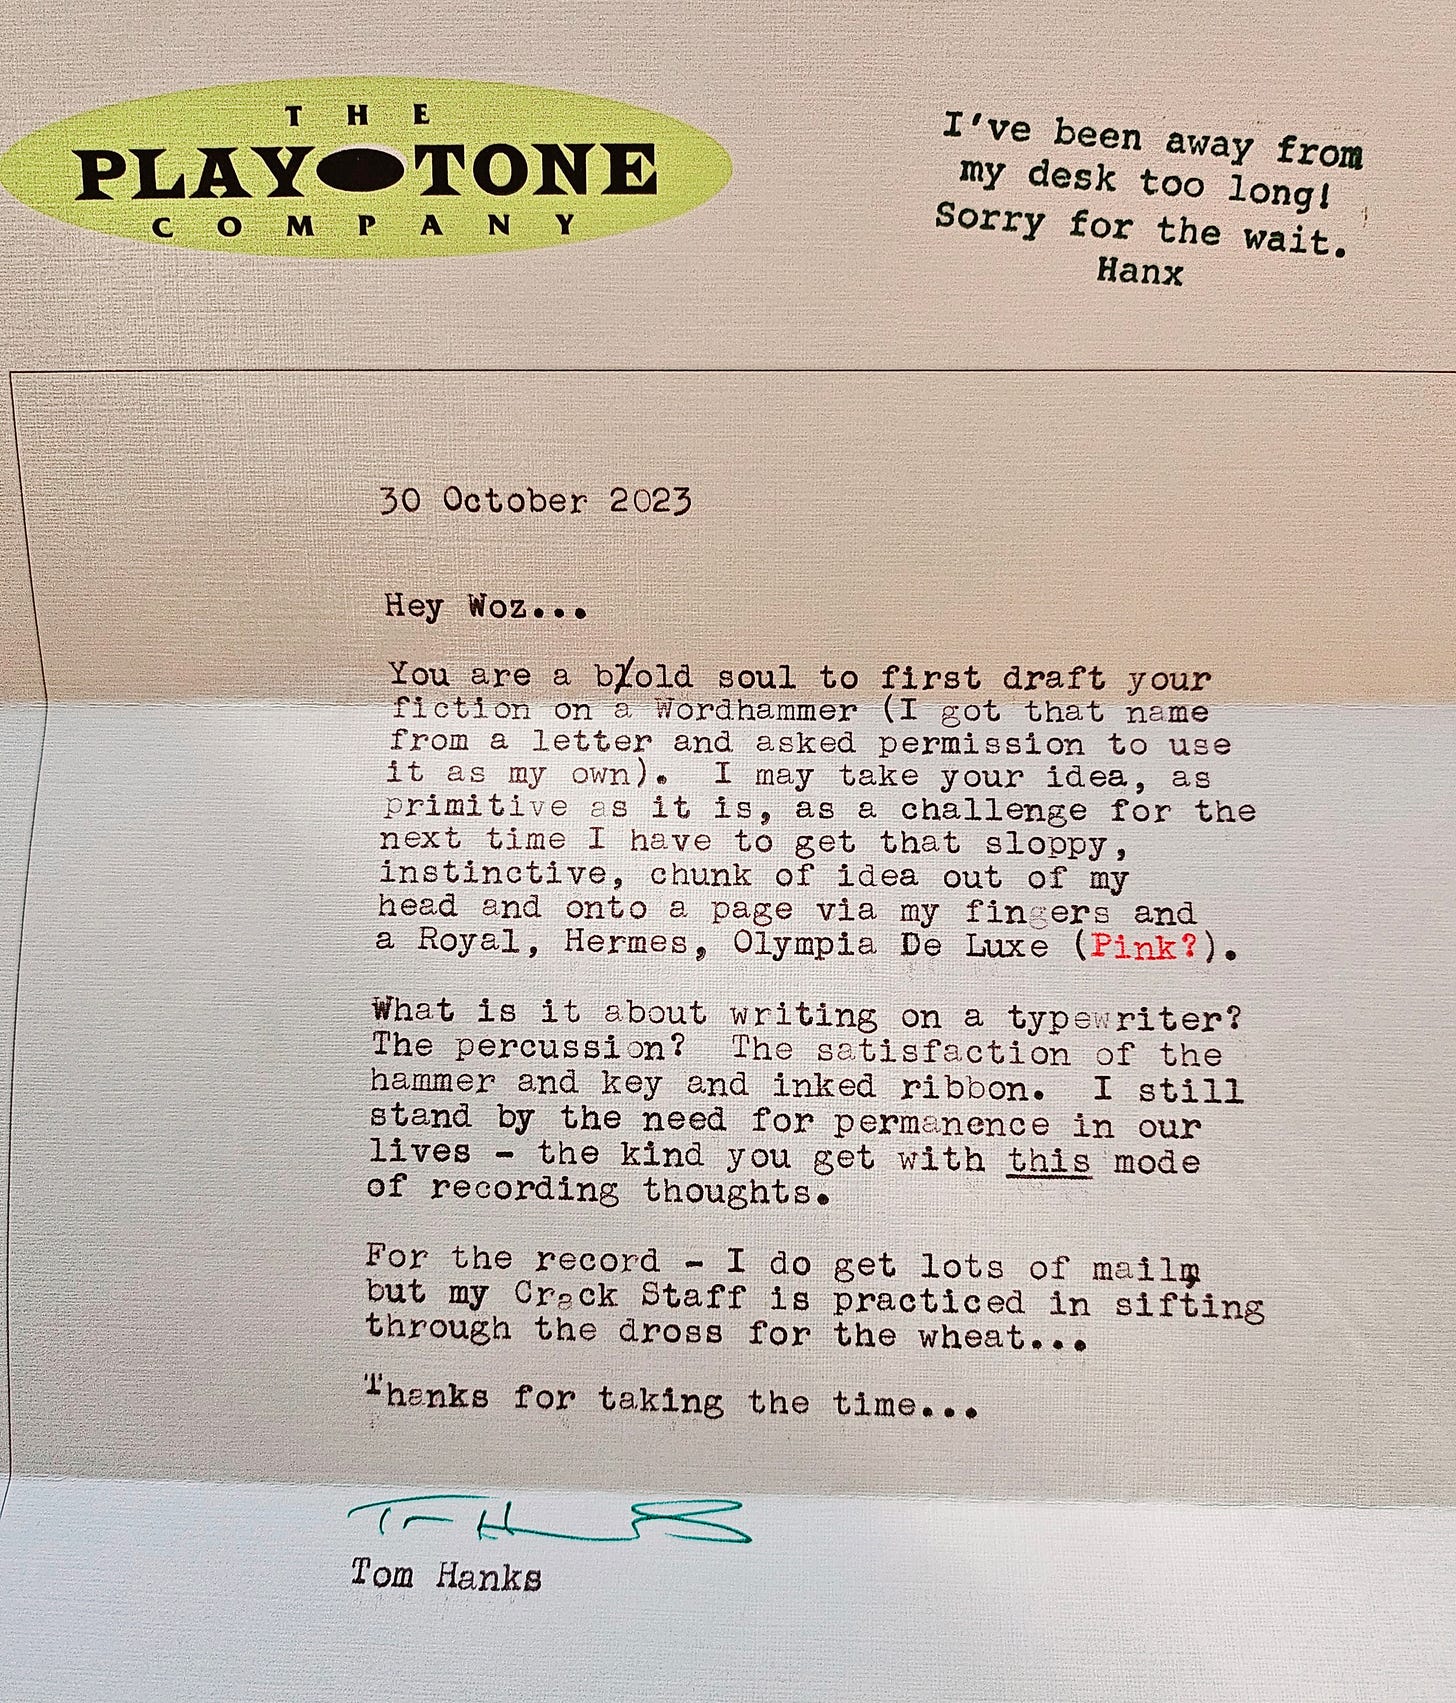 THE
PLAY TONE
COMPANY
I've been away from
my desk too long!
Sorry for the wait.
Hanx
30 October 2023
Hey Woz...
You are a b/old soul to first draft your
fiction on a Wordhammer (I got that name
from a letter and asked permission to use
it as my own).  I may take your idea, as
primitive as it is, as a challenge for the
next time I have to get that sloppy,
instinctive, chunk of idea out of my
head and onto a page via my fingers and
a Royal, Hermes, Olympia De Luxe (Pink?).
What is it about writing on a typewriter?
The percussion?  The satisfaction of the
hammer and key and inked ribbon.  I still
stand by the need for permanence in our
lives - the kind you get with this mode
of recording thoughts.
For the record - I do get lots of mail,
but my Crack Staff is practiced in sifting
through the dross for the wheat...
Thanks for taking the time...
Tom Hanks